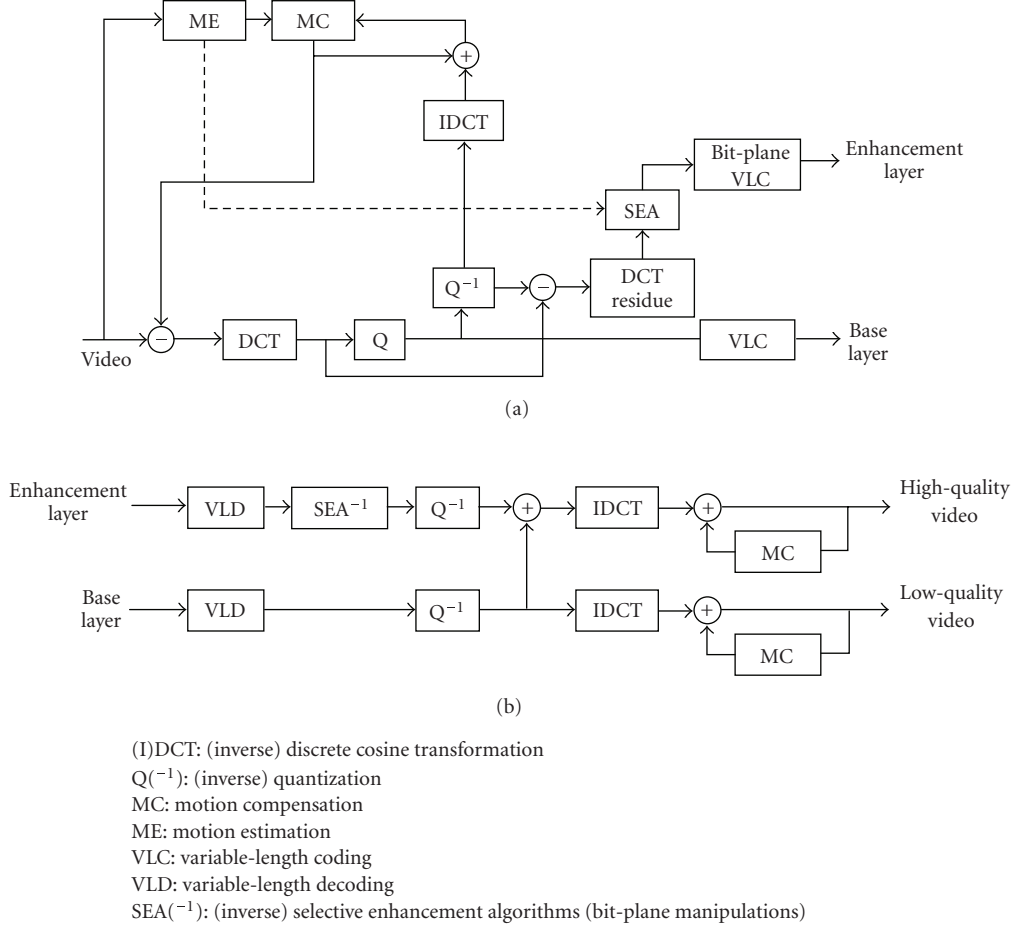 ME
MC
+
IDCT
Bit-plane
VLC
Enhancement
layer
SEA
Q⁻¹
−
DCT
residue
Video
−
DCT
Q
VLC
Base
layer
(a)
Enhancement
layer
VLD
SEA⁻¹
Q⁻¹
+
IDCT
+
High-quality
video
MC
Base
layer
VLD
Q⁻¹
IDCT
+
Low-quality
video
MC
(b)
(I)DCT: (inverse) discrete cosine transformation
Q(⁻¹): (inverse) quantization
MC: motion compensation
ME: motion estimation
VLC: variable-length coding
VLD: variable-length decoding
SEA(⁻¹): (inverse) selective enhancement algorithms (bit-plane manipulations)